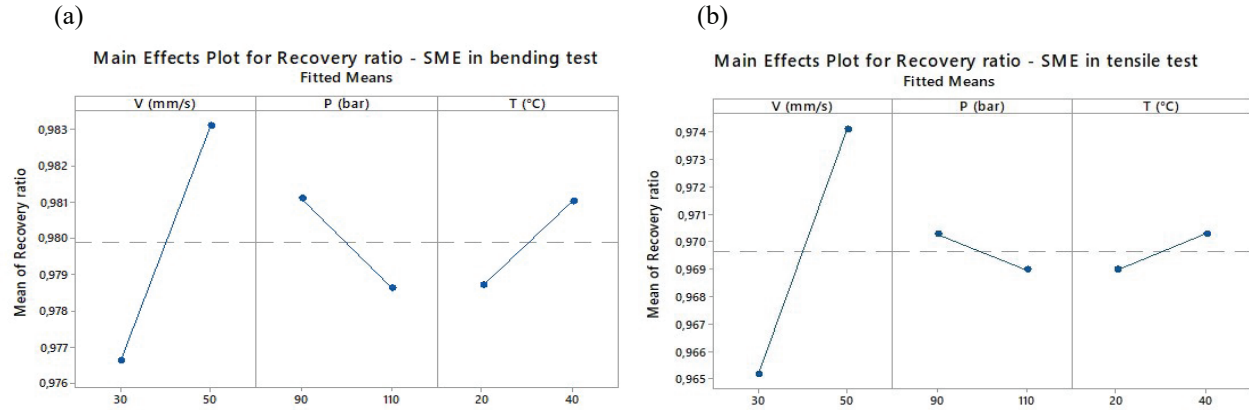 (a)
Main Effects Plot for Recovery ratio - SME in bending test
Fitted Means
V (mm/s) P (bar) T (°C)
Mean of Recovery ratio
0,983
0,982
0,981
0,980
0,979
0,978
0,977
0,976
30 50 90 110 20 40
(b)
Main Effects Plot for Recovery ratio - SME in tensile test
Fitted Means
V (mm/s) P (bar) T (°C)
Mean of Recovery ratio
0,974
0,973
0,972
0,971
0,970
0,969
0,968
0,967
0,966
0,965
30 50 90 110 20 40